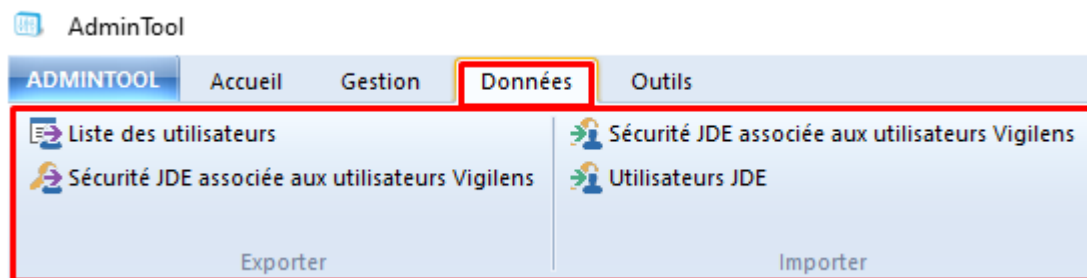 AdminTool
ADMINTOOL Accueil Gestion Données Outils
Liste des utilisateurs
Sécurité JDE associée aux utilisateurs Vigilens
Exporter
Sécurité JDE associée aux utilisateurs Vigilens
Utilisateurs JDE
Importer